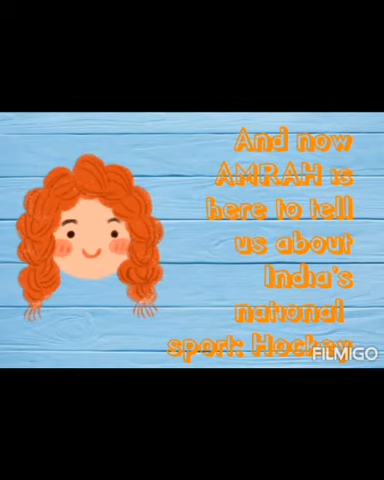 And now
AMRAH is
here to tell
us about
India's
national
sport: Hockey
FILMIGO